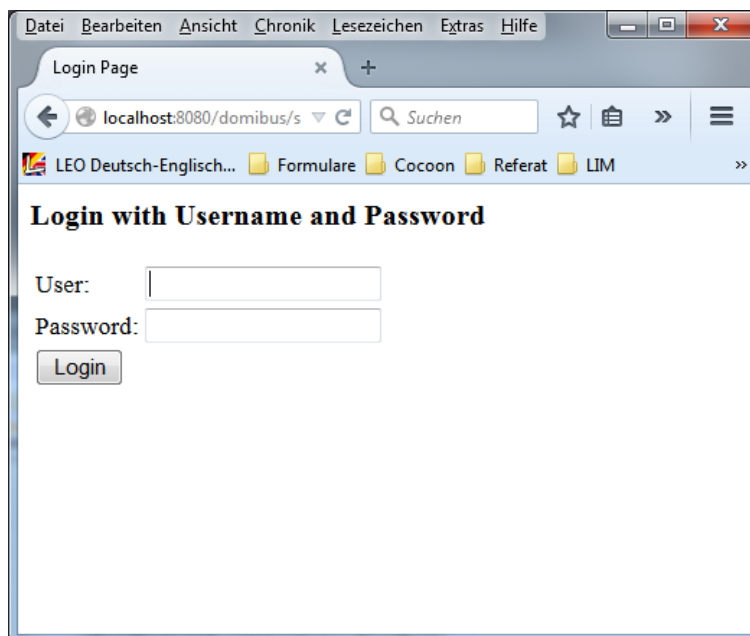 Datei Bearbeiten Ansicht Chronik Lesezeichen Extras Hilfe
Login Page
localhost:8080/domibus/s Suchen
LEO Deutsch-Englisch... Formulare Cocoon Referat LIM »
Login with Username and Password
User:
Password:
Login